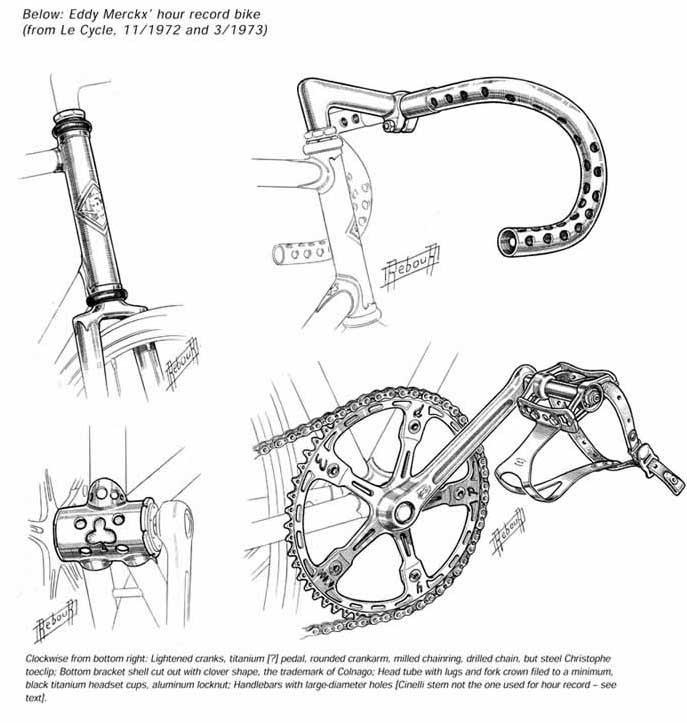 Below: Eddy Merckx' hour record bike
(from Le Cycle, 11/1972 and 3/1973)
Rebour
Rebour
Rebour
Rebour
Clockwise from bottom right: Lightened cranks, titanium [?] pedal, rounded crankarm, milled chainring, drilled chain, but steel Christophe
toeclip; Bottom bracket shell cut out with clover shape, the trademark of Colnago; Head tube with lugs and fork crown filed to a minimum,
black titanium headset cups, aluminum locknut; Handlebars with large-diameter holes [Cinelli stem not the one used for hour record – see
text].